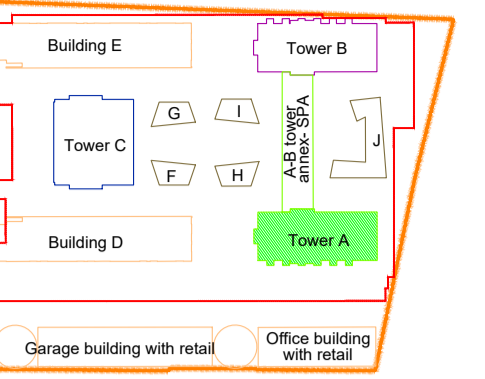 Building E
Tower B
G
I
A-B tower
annex- SPA
J
Tower C
F
H
Building D
Tower A
Garage building with retail
Office building
with retail